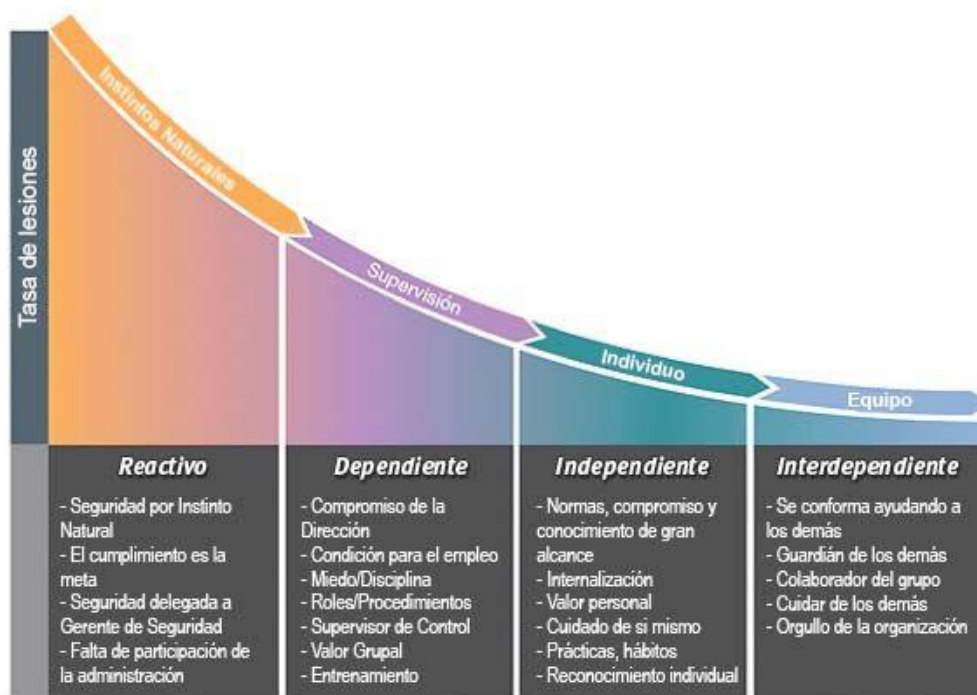 Tasa de lesiones
Instintos Naturales
Supervisión
Individuo
Equipo
Reactivo
- Seguridad por Instinto
Natural
- El cumplimiento es la
meta
- Seguridad delegada a
Gerente de Seguridad
- Falta de participación de
la administración
Dependiente
- Compromiso de la
Dirección
- Condición para el empleo
- Miedo/Disciplina
- Roles/Procedimientos
- Supervisor de Control
- Valor Grupal
- Entrenamiento
Independiente
- Normas, compromiso y
conocimiento de gran
alcance
- Internalización
- Valor personal
- Cuidado de si mismo
- Prácticas, hábitos
- Reconocimiento individual
Interdependiente
- Se conforma ayudando a
los demás
- Guardián de los demás
- Colaborador del grupo
- Cuidar de los demás
- Orgullo de la organización